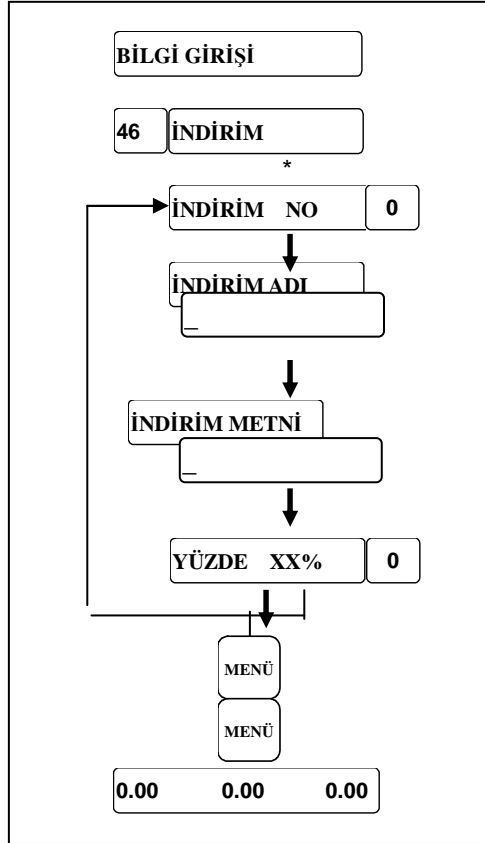 BİLGİ GİRİŞİ
46 İNDİRİM
*
İNDİRİM NO 0
İNDİRİM ADI
_
İNDİRİM METNİ
_
YÜZDE XX% 0
MENÜ
MENÜ
0.00 0.00 0.00